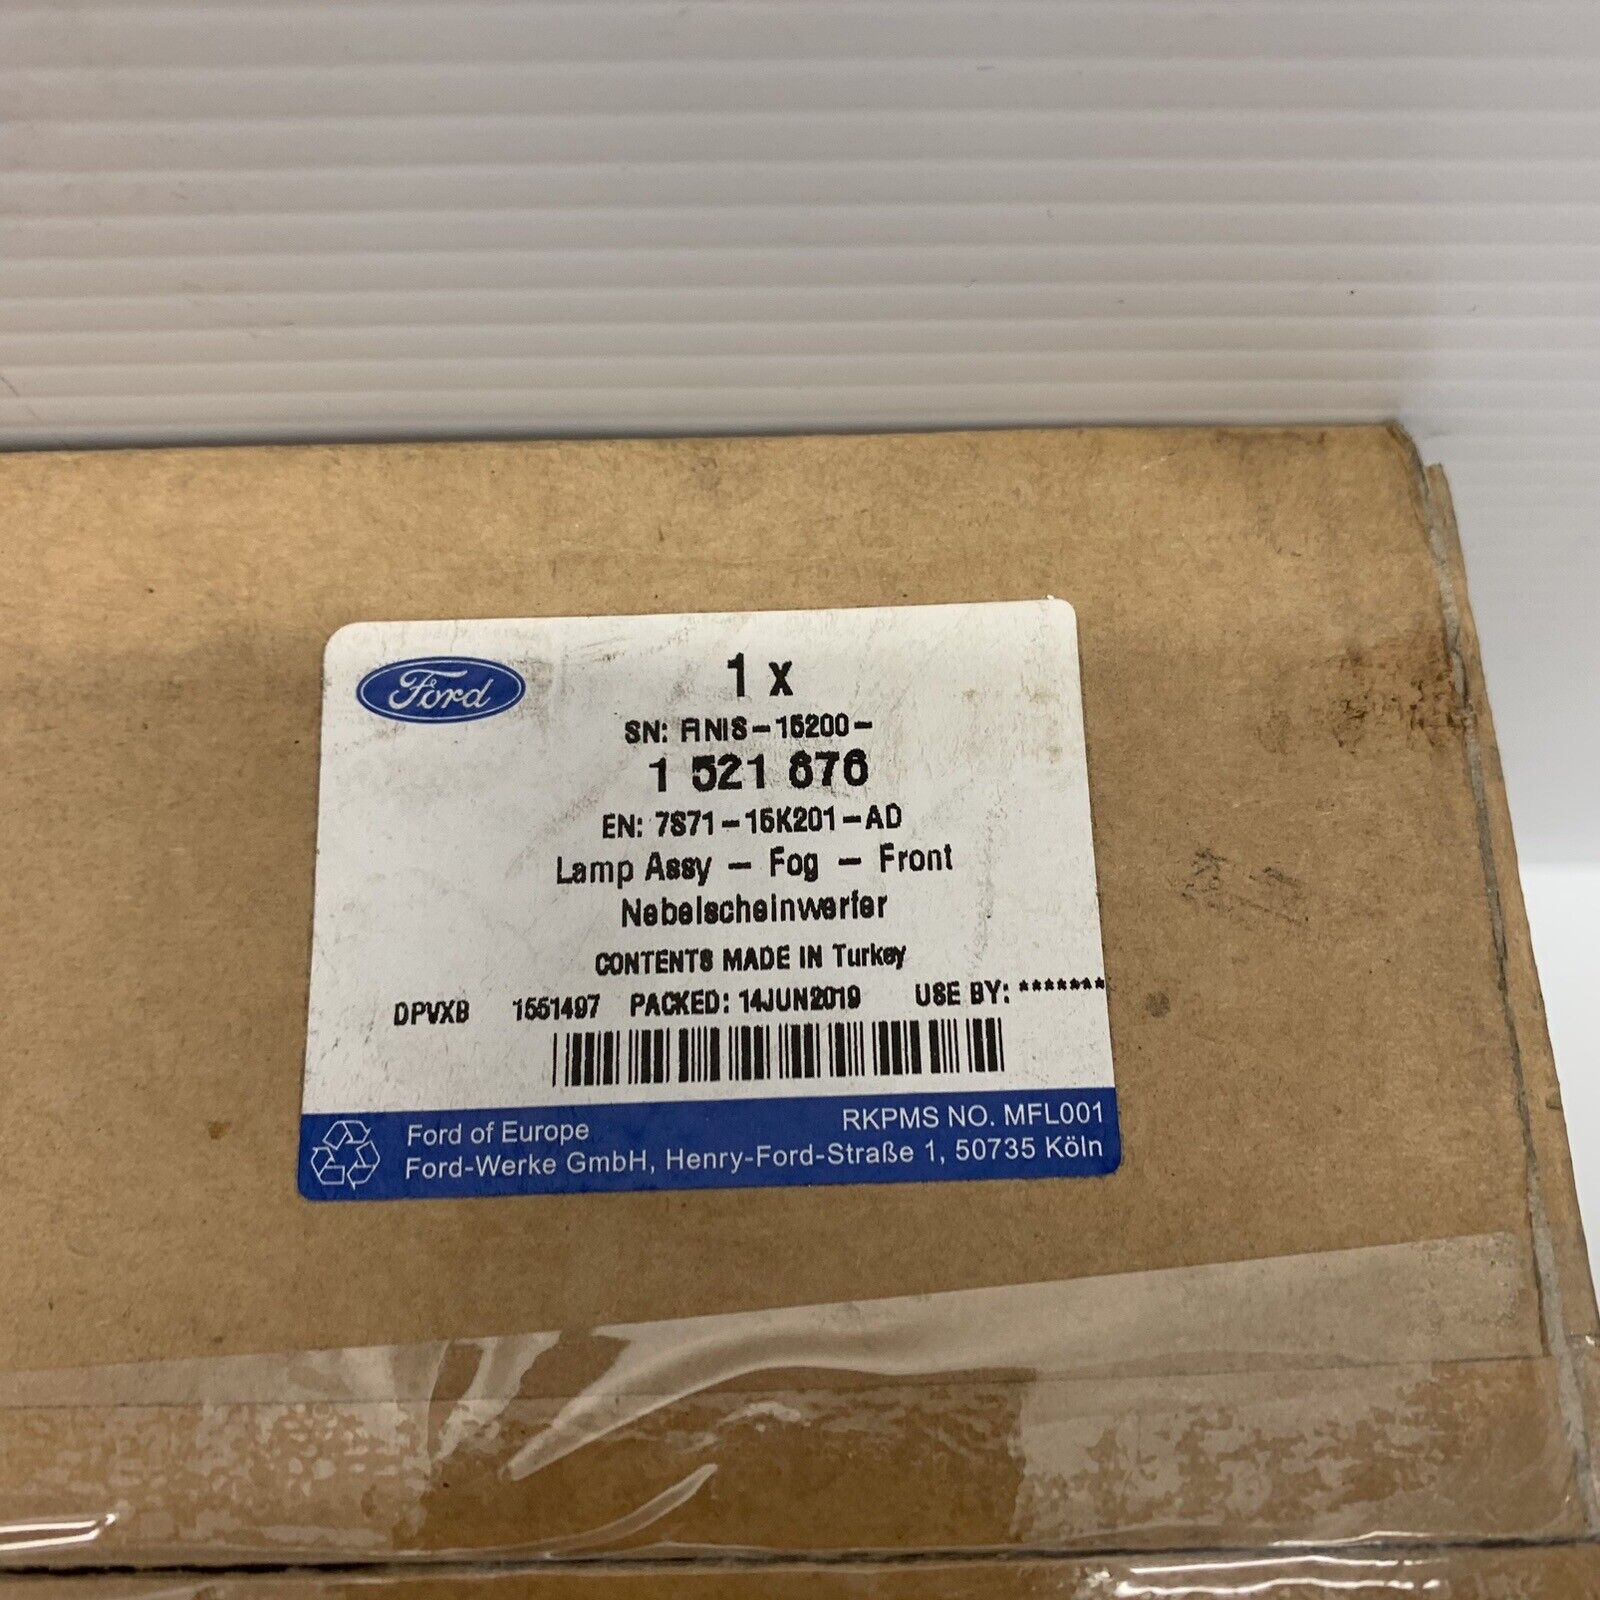 Ford
1 x
SN: FINIS-15200-
1 521 676
EN: 7S71-15K201-AD
Lamp Assy - Fog - Front
Nebelscheinwerfer
CONTENTS MADE IN Turkey
DPVXB 1551497 PACKED: 14JUN2019 USE BY: *******
RKPMS NO. MFL001
Ford of Europe
Ford-Werke GmbH, Henry-Ford-Straße 1, 50735 Köln